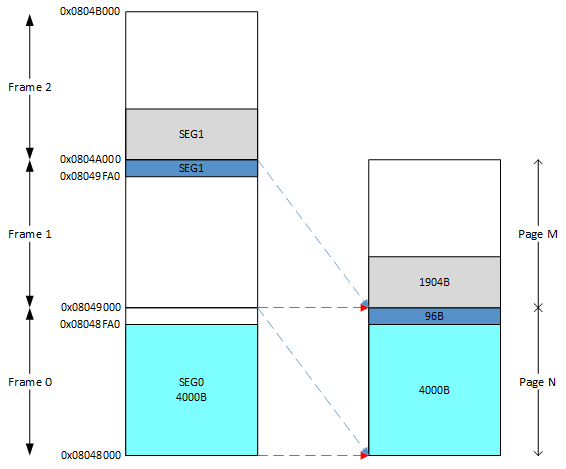 0x0804B000
Frame 2
SEG1
0x0804A000
SEG1
0x08049FA0
Frame 1
Page M
1904B
0x08049000
96B
0x08048FA0
Frame 0
SEG0
4000B
4000B
Page N
0x08048000